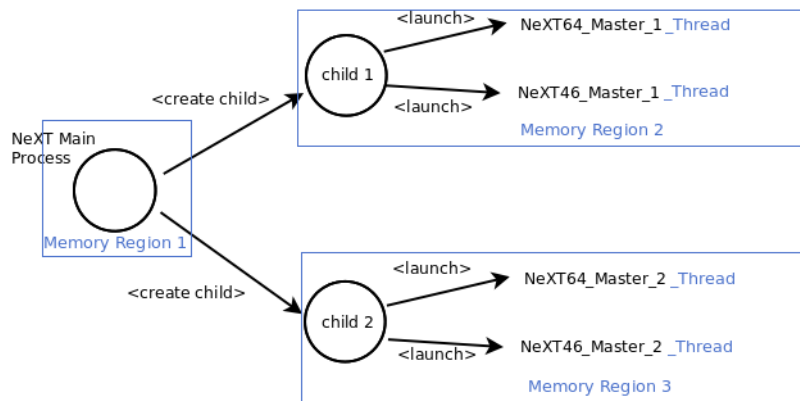 <launch>
NeXT64_Master_1 _Thread
child 1
<create child>
NeXT46_Master_1 _Thread
<launch>
Memory Region 2
NeXT Main
Process
Memory Region 1
<create child>
<launch>
NeXT64_Master_2 _Thread
child 2
NeXT46_Master_2 _Thread
<launch>
Memory Region 3